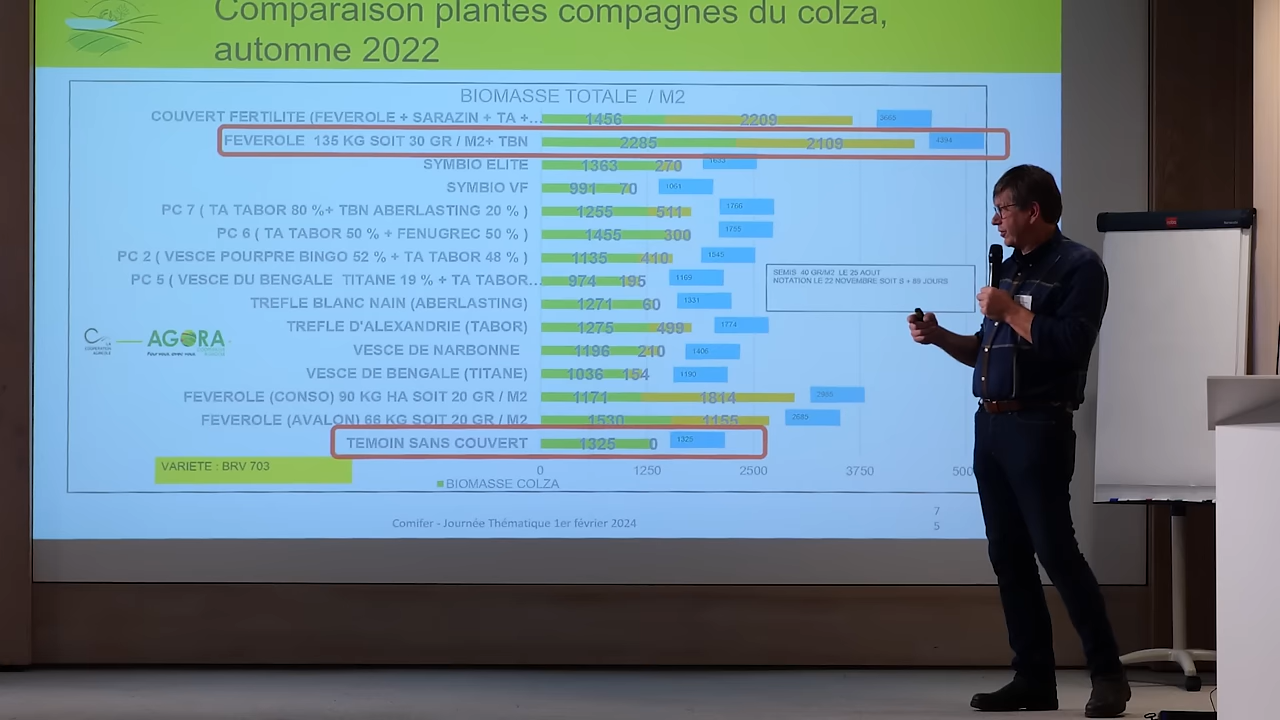 Comparaison plantes compagnes du colza,
automne 2022
BIOMASSE TOTALE / M2
COUVERT FERTILITE (FEVEROLE + SARAZIN + TA +... 1456 2209 3665
FEVEROLE 135 KG SOIT 30 GR / M2+ TBN 2285 2109 4394
SYMBIO ELITE 1363 270 1633
SYMBIO VF 991 70 1061
PC 7 ( TA TABOR 80 %+ TBN ABERLASTING 20 % ) 1255 511 1766
PC 6 ( TA TABOR 50 % + FENUGREC 50 % ) 1455 300 1755
PC 2 ( VESCE POURPRE BINGO 52 % + TA TABOR 48 % ) 1135 410 1545
PC 5 ( VESCE DU BENGALE TITANE 19 % + TA TABOR... 974 195 1169
TREFLE BLANC NAIN (ABERLASTING) 1271 60 1331
TREFLE D'ALEXANDRIE (TABOR) 1275 499 1774
VESCE DE NARBONNE 1196 210 1406
VESCE DE BENGALE (TITANE) 1036 154 1190
FEVEROLE (CONSO) 90 KG HA SOIT 20 GR / M2 1171 1814 2985
FEVEROLE (AVALON) 66 KG SOIT 20 GR / M2 1530 1155 2685
TEMOIN SANS COUVERT 1325 0 1325
SEMIS 40 GR/M2 LE 25 AOUT
NOTATION LE 22 NOVEMBRE SOIT S + 89 JOURS
AGORA
Pour vous, avec nous
VARIETE : BRV 703
0 1250 2500 3750 500
BIOMASSE COLZA
Comifer - Journée Thématique 1er février 2024
7
5